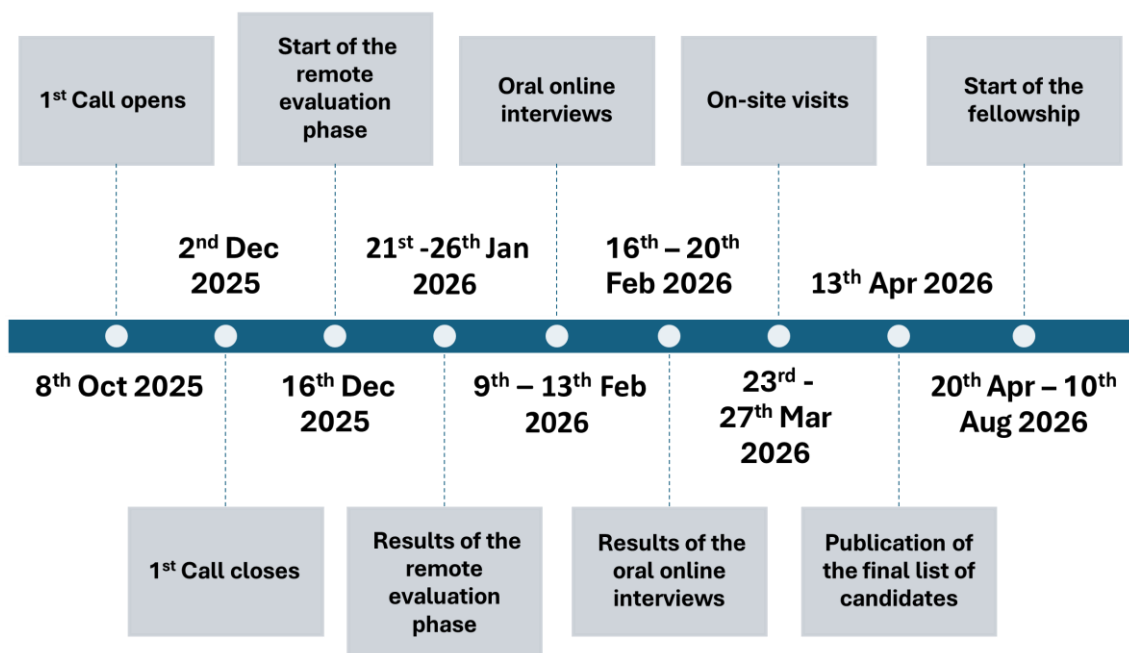 1st Call opens
Start of the
remote
evaluation
phase
Oral online
interviews
On-site visits
Start of the
fellowship
2nd Dec
2025
21st -26th Jan
2026
16th – 20th
Feb 2026
13th Apr 2026
8th Oct 2025
16th Dec
2025
9th – 13th Feb
2026
23rd -
27th Mar
2026
20th Apr – 10th
Aug 2026
1st Call closes
Results of the
remote
evaluation
phase
Results of the
oral online
interviews
Publication of
the final list of
candidates